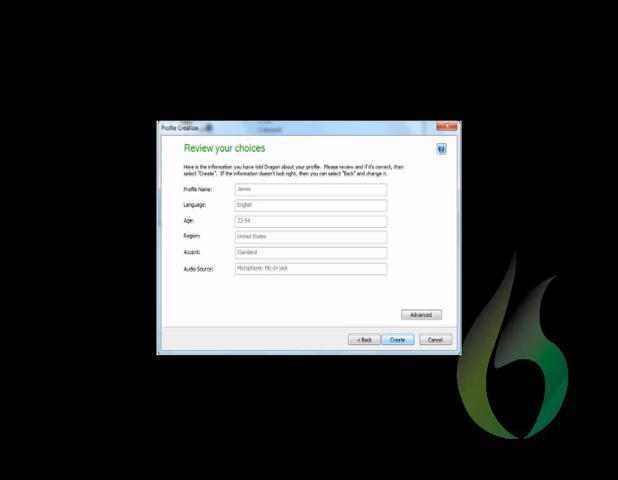 Profile Creation
Review your choices
Here is the information you have told Dragon about your profile. Please review and if it's correct, then
select "Create". If the information doesn't look right, then you can select "Back" and change it.
Profile Name: James
Language: English
Age: 22-54
Region: United States
Accent: Standard
Audio Source: Microphone: Mic-In jack
Advanced
< Back Create Cancel